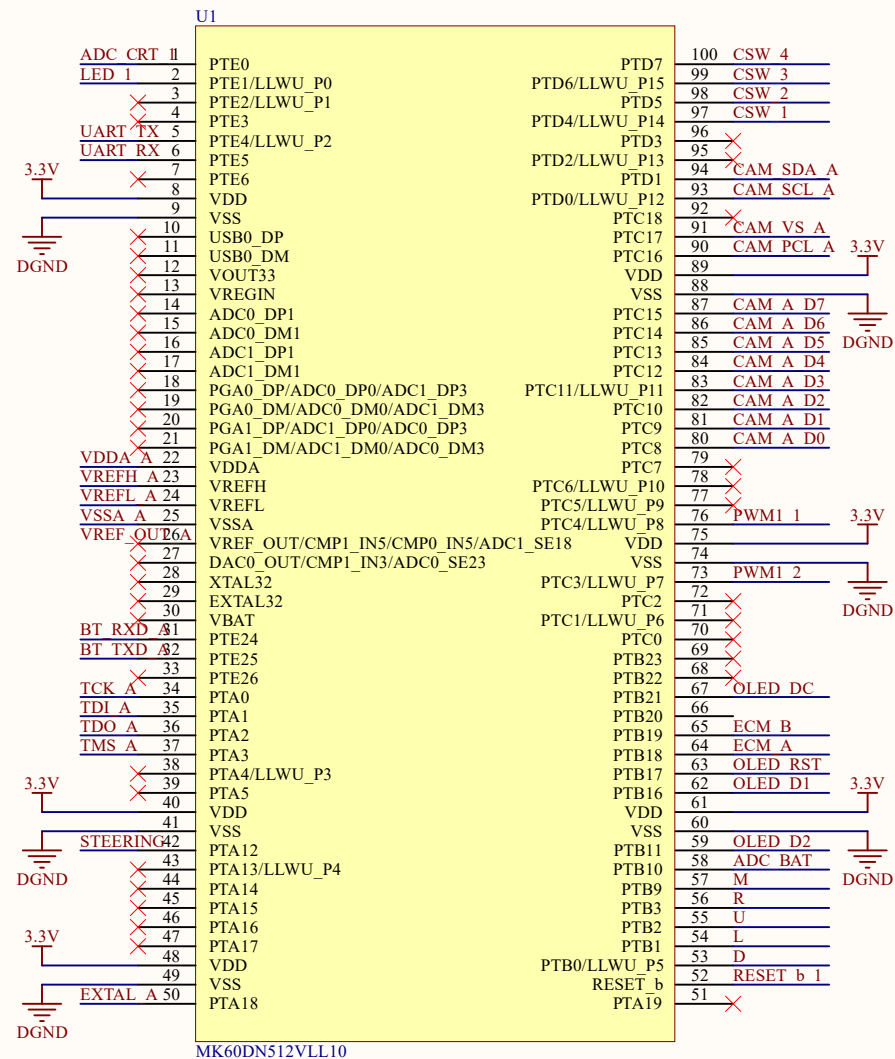 U1
ADC_CRT_1 1 PTE0 PTD7 100 CSW_4
LED_1 2 PTE1/LLWU_P0 PTD6/LLWU_P15 99 CSW_3
3 PTE2/LLWU_P1 PTD5 98 CSW_2
4 PTE3 PTD4/LLWU_P14 97 CSW_1
UART_TX 5 PTE4/LLWU_P2 PTD3 96
UART_RX 6 PTE5 PTD2/LLWU_P13 95
3.3V 7 PTE6 PTD1 94 CAM_SDA_A
8 VDD PTD0/LLWU_P12 93 CAM_SCL_A
9 VSS PTC18 92
10 USB0_DP PTC17 91 CAM_VS_A
DGND 11 USB0_DM PTC16 90 CAM_PCL_A 3.3V
12 VOUT33 VDD 89
13 VREGIN VSS 88
14 ADC0_DP1 PTC15 87 CAM_A_D7
15 ADC0_DM1 PTC14 86 CAM_A_D6
16 ADC1_DP1 PTC13 85 CAM_A_D5 DGND
17 ADC1_DM1 PTC12 84 CAM_A_D4
18 PGA0_DP/ADC0_DP0/ADC1_DP3 PTC11/LLWU_P11 83 CAM_A_D3
19 PGA0_DM/ADC0_DM0/ADC1_DM3 PTC10 82 CAM_A_D2
20 PGA1_DP/ADC1_DP0/ADC0_DP3 PTC9 81 CAM_A_D1
21 PGA1_DM/ADC1_DM0/ADC0_DM3 PTC8 80 CAM_A_D0
VDDA_A 22 VDDA PTC7 79
VREFH_A 23 VREFH PTC6/LLWU_P10 78
VREFL_A 24 VREFL PTC5/LLWU_P9 77
VSSA_A 25 VSSA PTC4/LLWU_P8 76 PWM1_1 3.3V
VREF_OUT_A 26 VREF_OUT/CMP1_IN5/CMP0_IN5/ADC1_SE18 VDD 75
27 DAC0_OUT/CMP1_IN3/ADC0_SE23 VSS 74
28 XTAL32 PTC3/LLWU_P7 73 PWM1_2
29 EXTAL32 PTC2 72
30 VBAT PTC1/LLWU_P6 71 DGND
BT_RXD_A 31 PTE24 PTC0 70
BT_TXD_A 32 PTE25 PTB23 69
33 PTE26 PTB22 68
TCK_A 34 PTA0 PTB21 67 OLED_DC
TDI_A 35 PTA1 PTB20 66
TDO_A 36 PTA2 PTB19 65 ECM_B
TMS_A 37 PTA3 PTB18 64 ECM_A
38 PTA4/LLWU_P3 PTB17 63 OLED_RST
3.3V 39 PTA5 PTB16 62 OLED_D1 3.3V
40 VDD VDD 61
41 VSS VSS 60
STEERING 42 PTA12 PTB11 59 OLED_D2
43 PTA13/LLWU_P4 PTB10 58 ADC_BAT
DGND 44 PTA14 PTB9 57 M DGND
45 PTA15 PTB3 56 R
46 PTA16 PTB2 55 U
3.3V 47 PTA17 PTB1 54 L
48 VDD PTB0/LLWU_P5 53 D
49 VSS RESET_b 52 RESET_b_1
EXTAL_A 50 PTA18 PTA19 51
DGND
MK60DN512VLL10